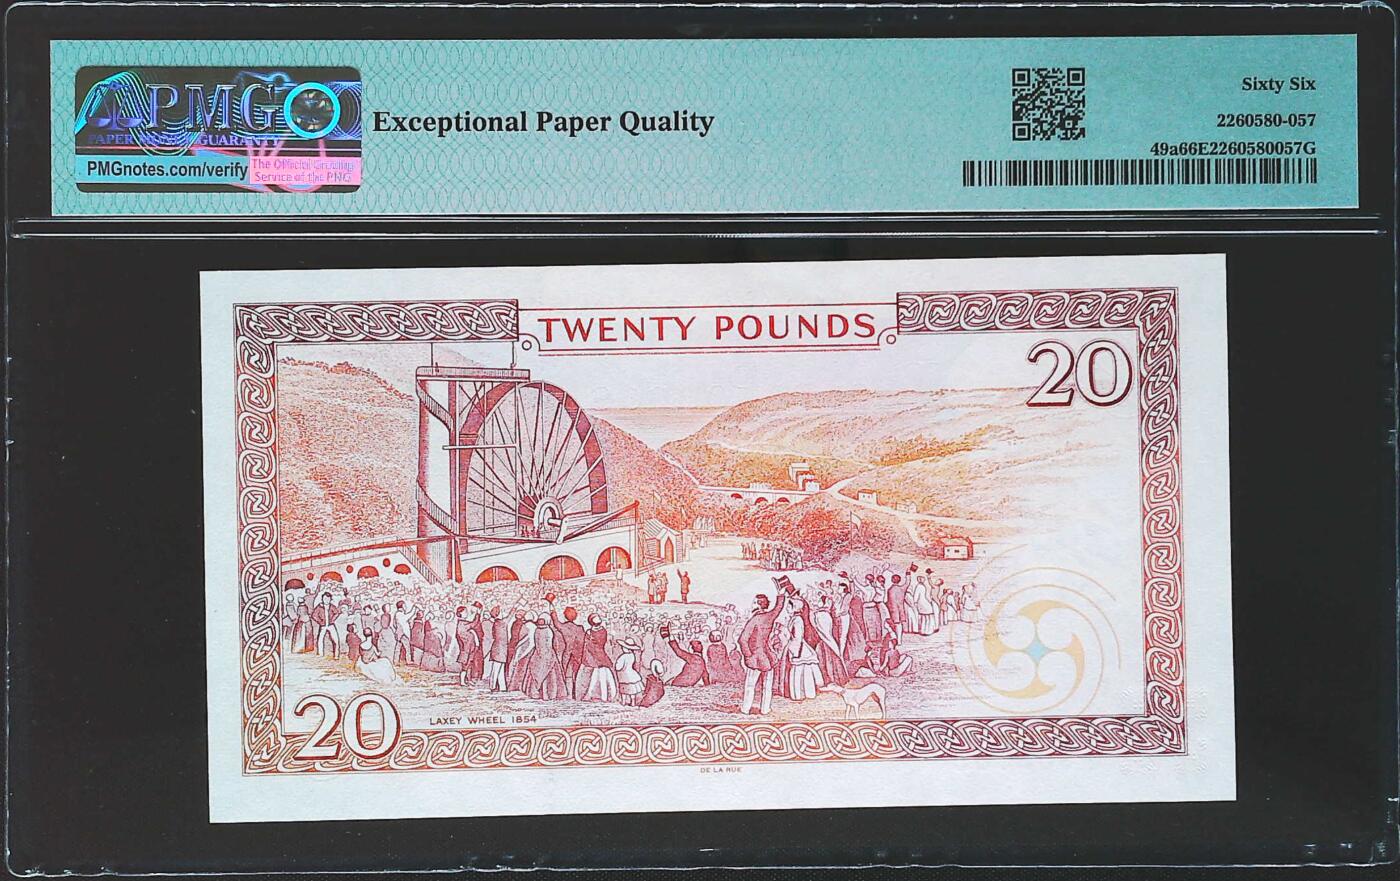 PMG
PAPER MONEY GUARANTY
PMGnotes.com/verify
The Official Grading
Service of the PNG
Exceptional Paper Quality
Sixty Six
2260580-057
49a66E2260580057G
TWENTY POUNDS
20
20
LAXEY WHEEL 1854
DE LA RUE